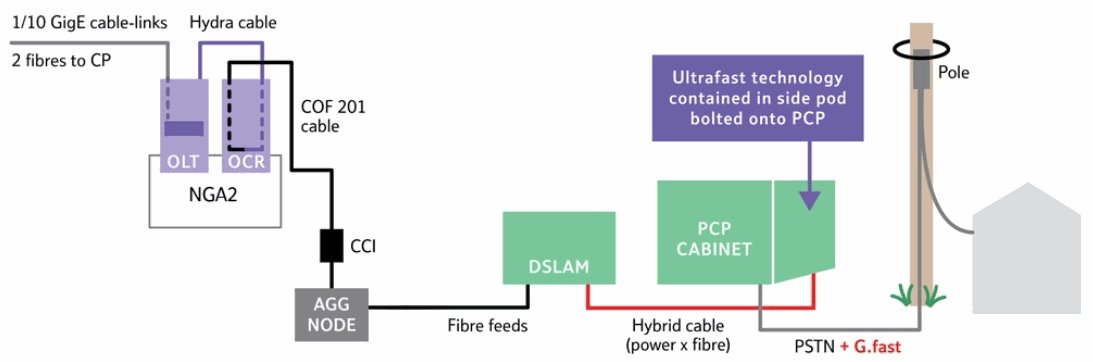 1/10 GigE cable-links
2 fibres to CP
Hydra cable
COF 201
cable
OLT
OCR
NGA2
CCI
AGG
NODE
Fibre feeds
DSLAM
Hybrid cable
(power x fibre)
PCP
CABINET
Ultrafast technology
contained in side pod
bolted onto PCP
PSTN + G.fast
Pole